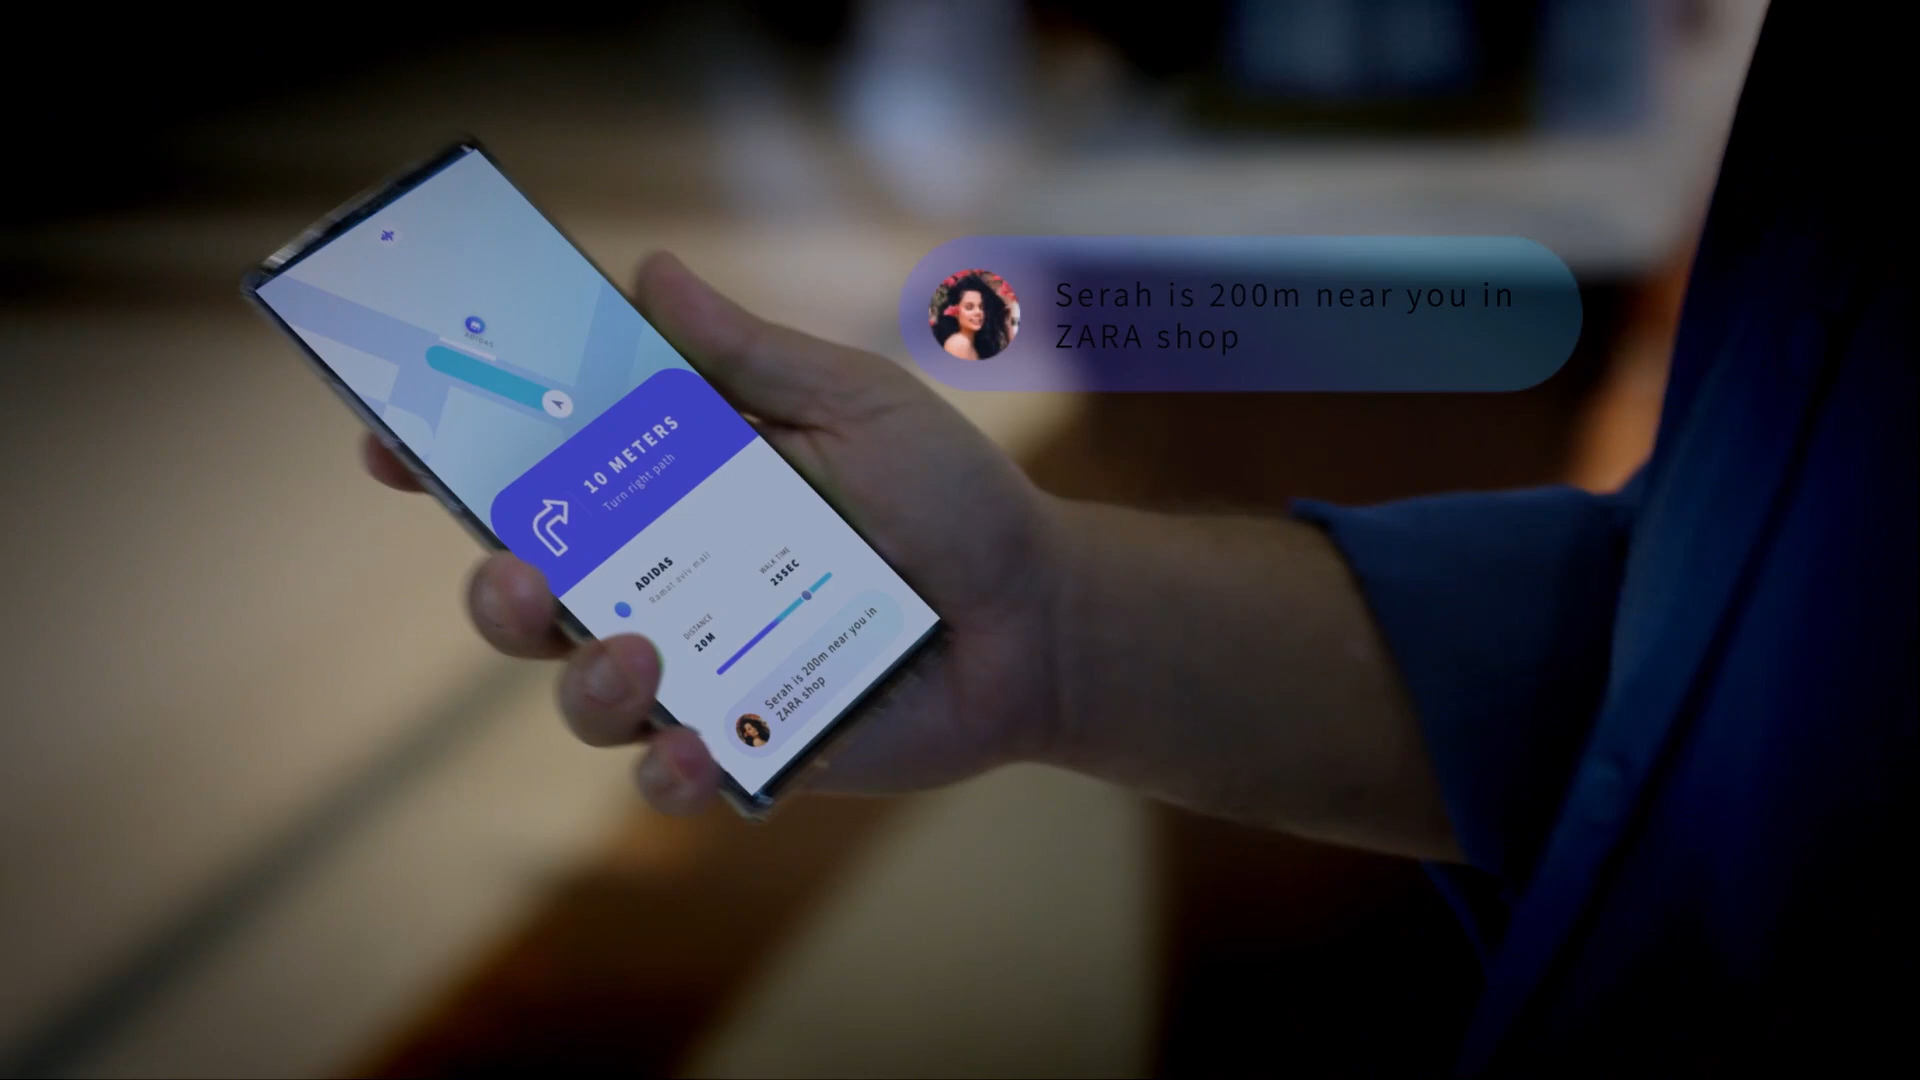 ADIDAS
10 METERS
Turn right path
ADIDAS
Ramat aviv mall
WALK TIME
25SEC
DISTANCE
20M
Serah is 200m near you in
ZARA shop
Serah is 200m near you in
ZARA shop